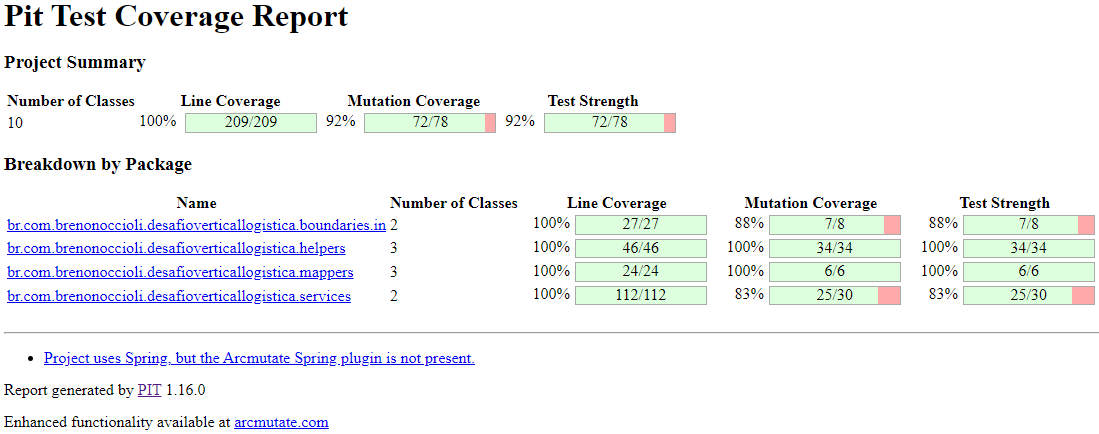 Pit Test Coverage Report
Project Summary
Number of Classes Line Coverage Mutation Coverage Test Strength
10 100% 209/209 92% 72/78 92% 72/78
Breakdown by Package
Name Number of Classes Line Coverage Mutation Coverage Test Strength
br.com.brenonoccioli.desafioverticallogistica.boundaries.in 2 100% 27/27 88% 7/8 88% 7/8
br.com.brenonoccioli.desafioverticallogistica.helpers 3 100% 46/46 100% 34/34 100% 34/34
br.com.brenonoccioli.desafioverticallogistica.mappers 3 100% 24/24 100% 6/6 100% 6/6
br.com.brenonoccioli.desafioverticallogistica.services 2 100% 112/112 83% 25/30 83% 25/30
Project uses Spring, but the Arcmutate Spring plugin is not present.
Report generated by PIT 1.16.0
Enhanced functionality available at arcmutate.com